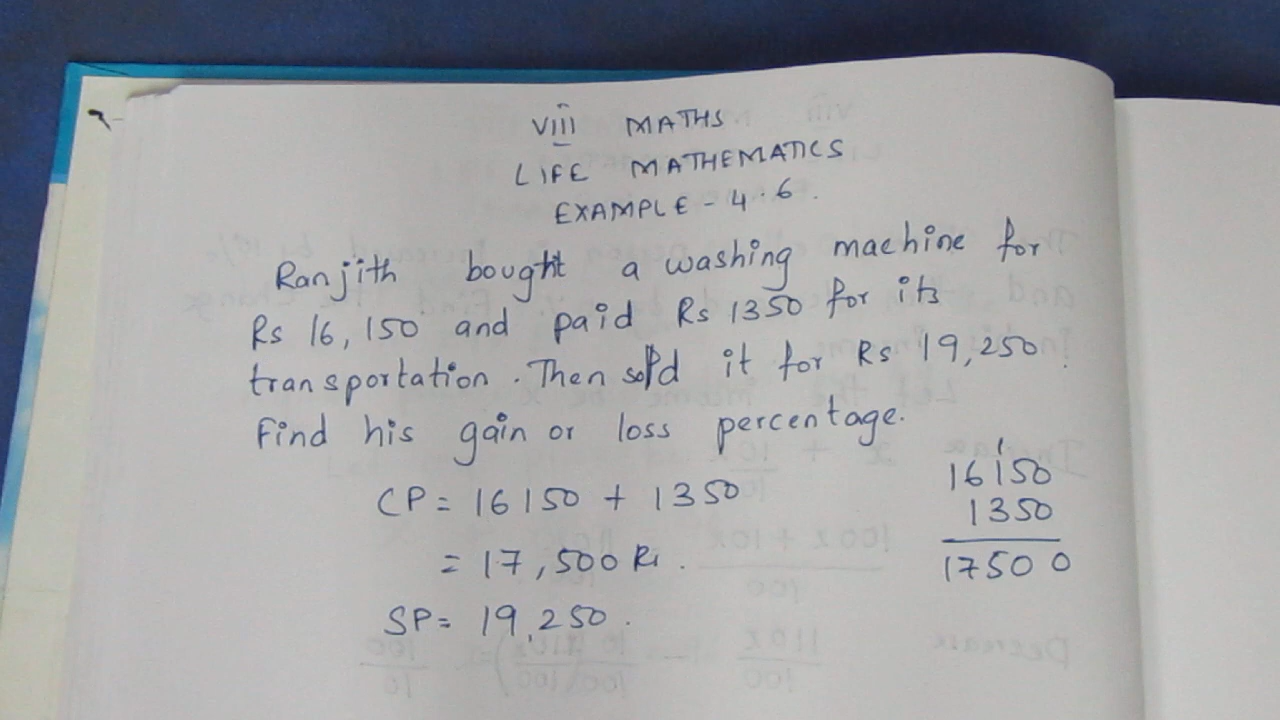 VIII MATHS
LIFE MATHEMATICS
EXAMPLE - 4.6.
Ranjith bought a washing machine for
Rs 16,150 and paid Rs 1350 for its
transportation. Then sold it for Rs 19,250.
Find his gain or loss percentage.
CP = 16150 + 1350
= 17,500 Rs.
SP = 19,250.
1
16150
1350
17500